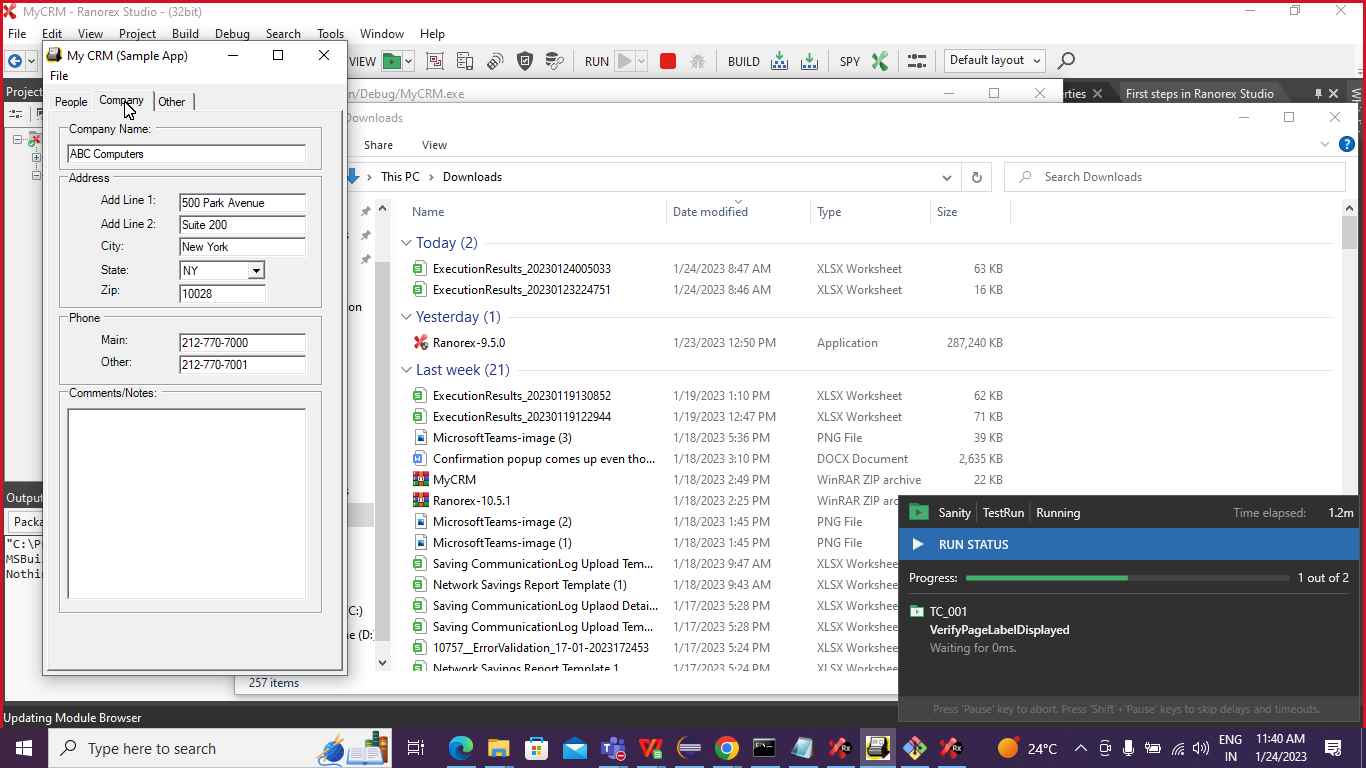 MyCRM - Ranorex Studio - (32bit)
File Edit View Project Build Debug Search Tools Window Help
VIEW RUN BUILD SPY Default layout
My CRM (Sample App)
File
People Company Other
Company Name:
ABC Computers
Address
Add Line 1: 500 Park Avenue
Add Line 2: Suite 200
City: New York
State: NY
Zip: 10028
Phone
Main: 212-770-7000
Other: 212-770-7001
Comments/Notes:
Projec
Output
Packa
"C:\P
MSBui
Nothin
n/Debug/MyCRM.exe
erties First steps in Ranorex Studio
Downloads
Share View
This PC > Downloads
Search Downloads
Name Date modified Type Size
Today (2)
ExecutionResults_20230124005033 1/24/2023 8:47 AM XLSX Worksheet 63 KB
ExecutionResults_20230123224751 1/24/2023 8:46 AM XLSX Worksheet 16 KB
Yesterday (1)
Ranorex-9.5.0 1/23/2023 12:50 PM Application 287,240 KB
Last week (21)
ExecutionResults_20230119130852 1/19/2023 1:10 PM XLSX Worksheet 62 KB
ExecutionResults_20230119122944 1/19/2023 12:47 PM XLSX Worksheet 71 KB
MicrosoftTeams-image (3) 1/18/2023 5:36 PM PNG File 39 KB
Confirmation popup comes up even tho... 1/18/2023 3:10 PM DOCX Document 2,635 KB
MyCRM 1/18/2023 2:49 PM WinRAR ZIP archive 22 KB
Ranorex-10.5.1 1/18/2023 2:25 PM WinRAR ZIP arc
MicrosoftTeams-image (2) 1/18/2023 1:45 PM PNG File
MicrosoftTeams-image (1) 1/18/2023 1:45 PM PNG File
Saving CommunicationLog Upload Tem... 1/18/2023 9:47 AM XLSX Workshee
Network Savings Report Template (1) 1/18/2023 9:43 AM XLSX Workshee
Saving CommunicationLog Uplaod Detai... 1/17/2023 5:28 PM XLSX Workshee
Saving CommunicationLog Upload Tem... 1/17/2023 5:28 PM XLSX Workshee
10757__ErrorValidation_17-01-2023172453 1/17/2023 5:24 PM XLSX Workshee
Network Savings Report Template 1 1/17/2023 5:24 PM XLSX Workshee
ion
C:)
e (D:
257 items
Sanity TestRun Running Time elapsed: 1.2m
RUN STATUS
Progress: 1 out of 2
TC_001
VerifyPageLabelDisplayed
Waiting for 0ms.
Press 'Pause' key to abort. Press 'Shift + Pause' keys to skip delays and timeouts.
Updating Module Browser
Type here to search
24°C
ENG
IN
11:40 AM
1/24/2023